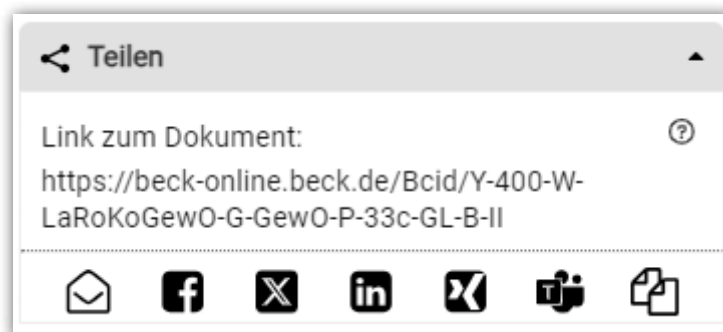 Teilen
Link zum Dokument:
https://beck-online.beck.de/Bcid/Y-400-W-
LaRoKoGewO-G-GewO-P-33c-GL-B-II